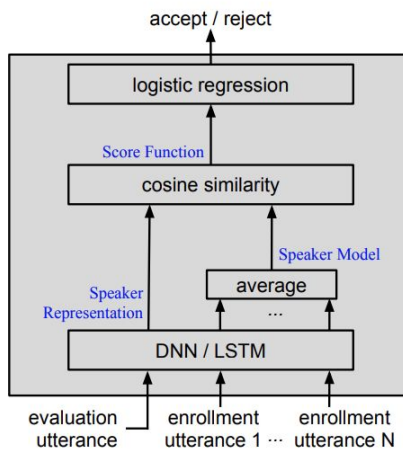 accept / reject
logistic regression
Score Function
cosine similarity
Speaker Model
average
Speaker
Representation
...
DNN / LSTM
evaluation
utterance
enrollment
utterance 1
...
enrollment
utterance N